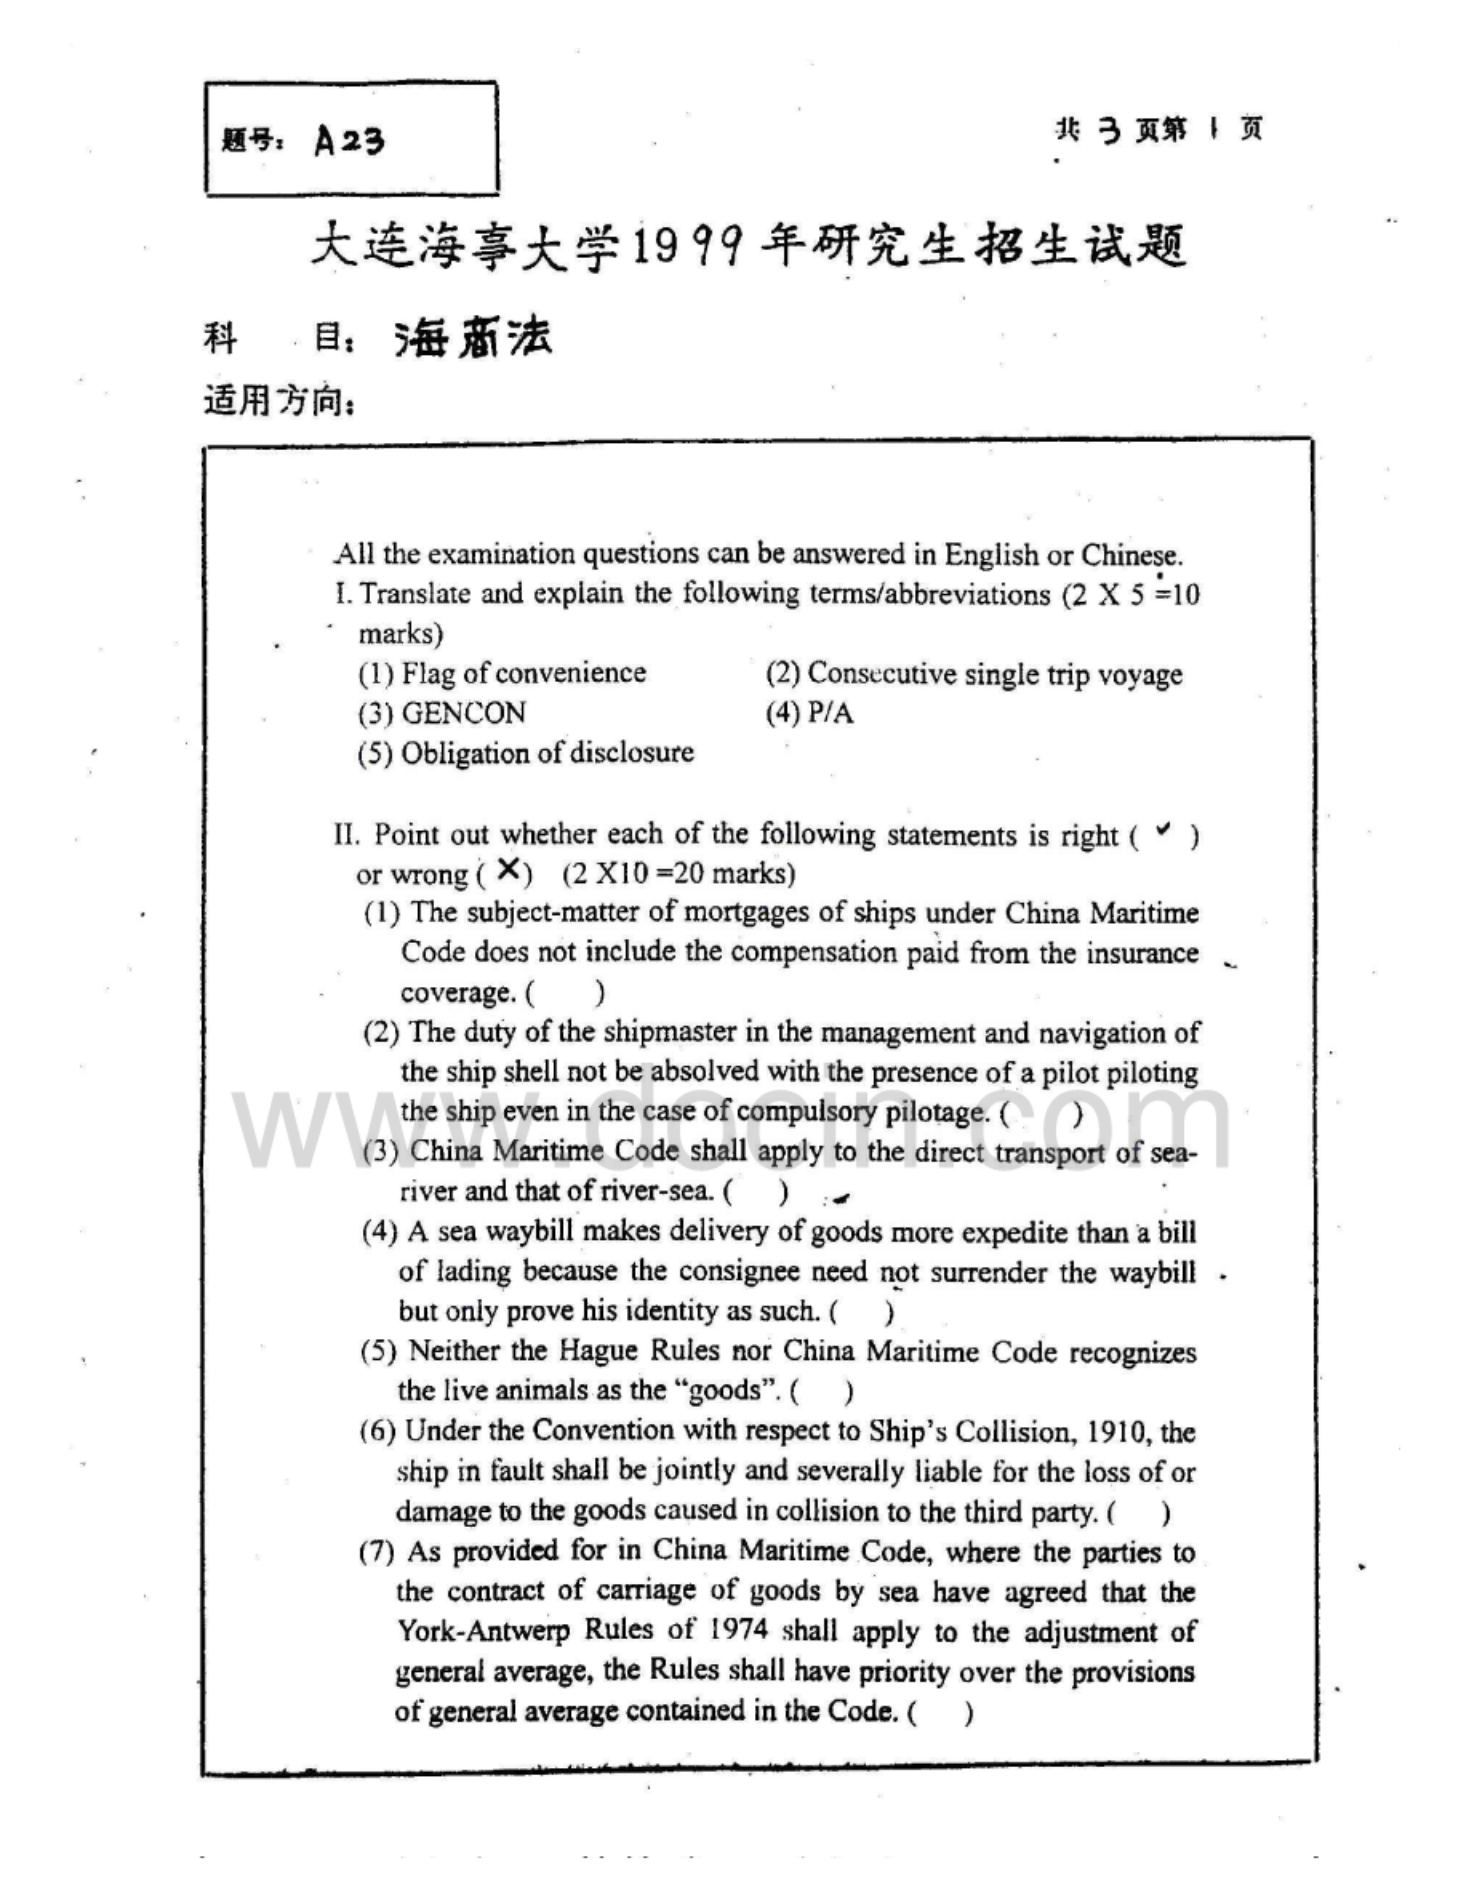 题号: A23
共 3 页第 1 页
大连海事大学1999年研究生招生试题
科 目: 海商法
适用方向:
All the examination questions can be answered in English or Chinese.
I. Translate and explain the following terms/abbreviations (2 X 5 =10
marks)
(1) Flag of convenience (2) Consecutive single trip voyage
(3) GENCON (4) P/A
(5) Obligation of disclosure
II. Point out whether each of the following statements is right ( ✓ )
or wrong ( ✕) (2 X10 =20 marks)
(1) The subject-matter of mortgages of ships under China Maritime
Code does not include the compensation paid from the insurance
coverage. ( )
(2) The duty of the shipmaster in the management and navigation of
the ship shell not be absolved with the presence of a pilot piloting
the ship even in the case of compulsory pilotage. ( )
www.docin.com
(3) China Maritime Code shall apply to the direct transport of sea-
river and that of river-sea. ( )
(4) A sea waybill makes delivery of goods more expedite than a bill
of lading because the consignee need not surrender the waybill
but only prove his identity as such. ( )
(5) Neither the Hague Rules nor China Maritime Code recognizes
the live animals as the “goods”. ( )
(6) Under the Convention with respect to Ship’s Collision, 1910, the
ship in fault shall be jointly and severally liable for the loss of or
damage to the goods caused in collision to the third party. ( )
(7) As provided for in China Maritime Code, where the parties to
the contract of carriage of goods by sea have agreed that the
York-Antwerp Rules of 1974 shall apply to the adjustment of
general average, the Rules shall have priority over the provisions
of general average contained in the Code. ( )